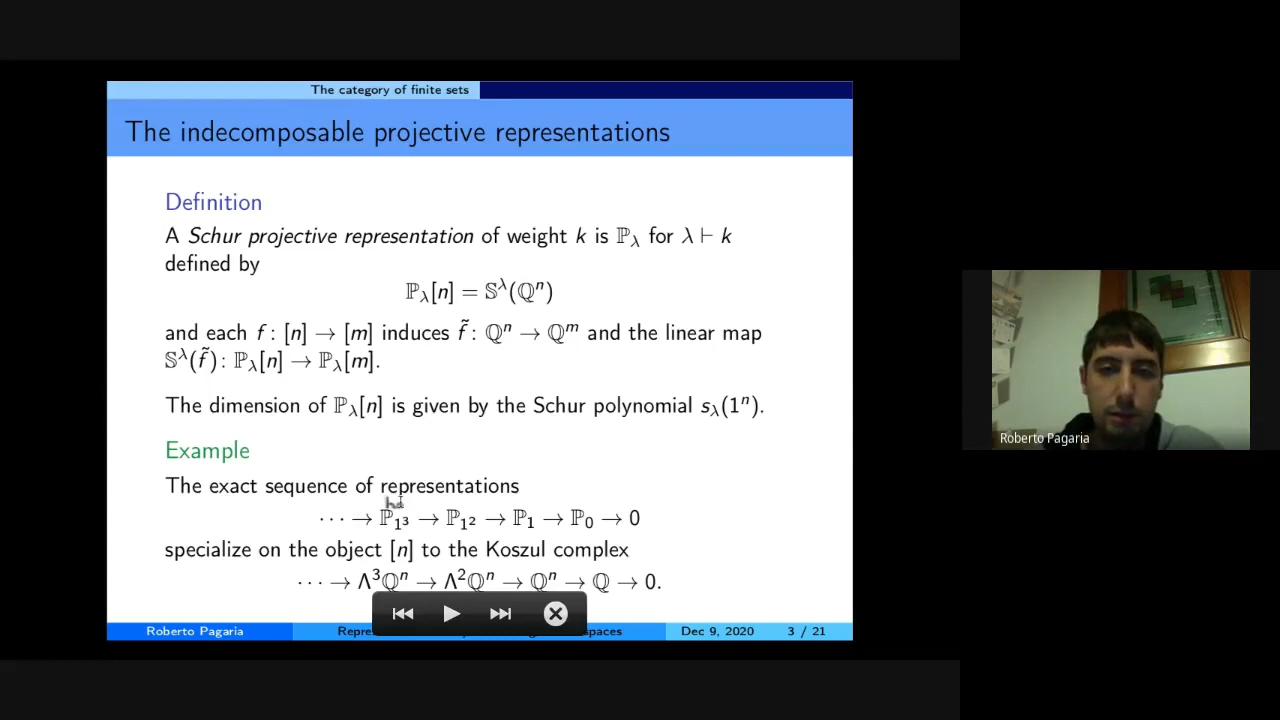 The category of finite sets
The indecomposable projective representations
Definition
A Schur projective representation of weight k is ℙ_λ for λ ⊢ k
defined by
ℙ_λ[n] = 𝕊^λ(ℚ^n)
and each f : [n] → [m] induces f̃ : ℚ^n → ℚ^m and the linear map
𝕊^λ(f̃) : ℙ_λ[n] → ℙ_λ[m].
The dimension of ℙ_λ[n] is given by the Schur polynomial s_λ(1^n).
Example
The exact sequence of representations
⋯ → ℙ_{1^3} → ℙ_{1^2} → ℙ_1 → ℙ_0 → 0
specialize on the object [n] to the Koszul complex
⋯ → Λ^3ℚ^n → Λ^2ℚ^n → ℚ^n → ℚ → 0.
Roberto Pagaria Dec 9, 2020 3 / 21
Roberto Pagaria